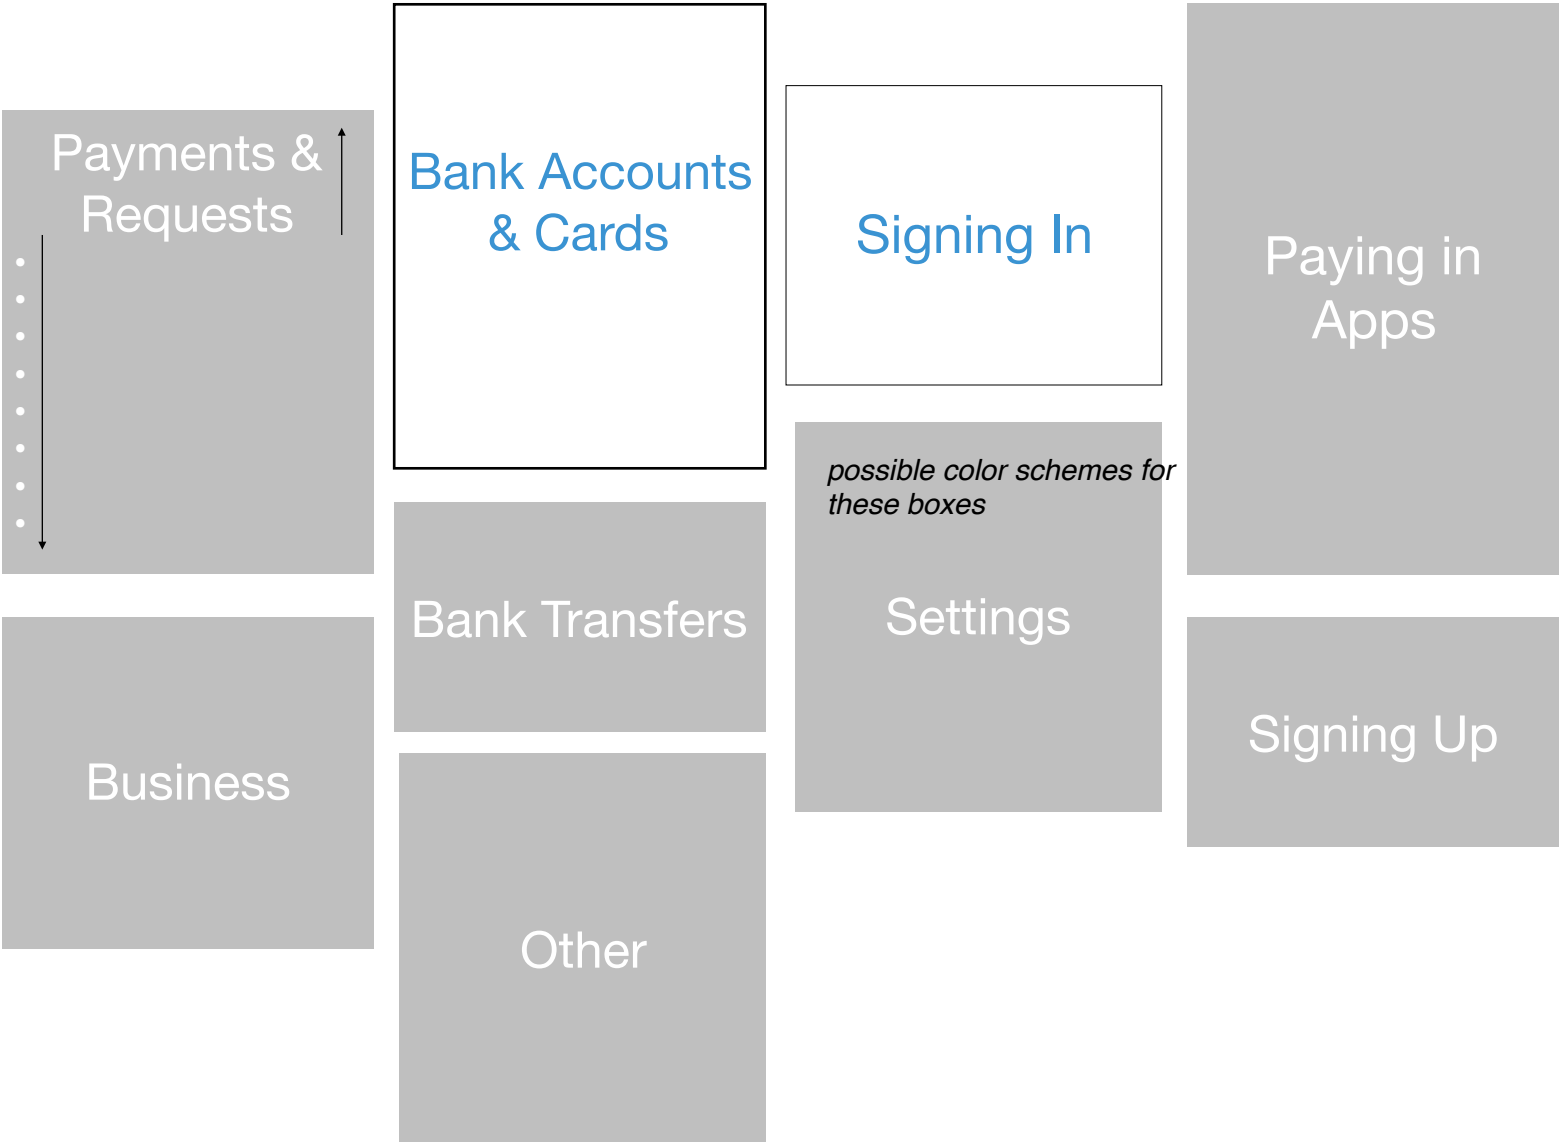 Payments &
Requests
Bank Accounts
& Cards
Signing In
Paying in
Apps
possible color schemes for
these boxes
Bank Transfers
Settings
Business
Signing Up
Other